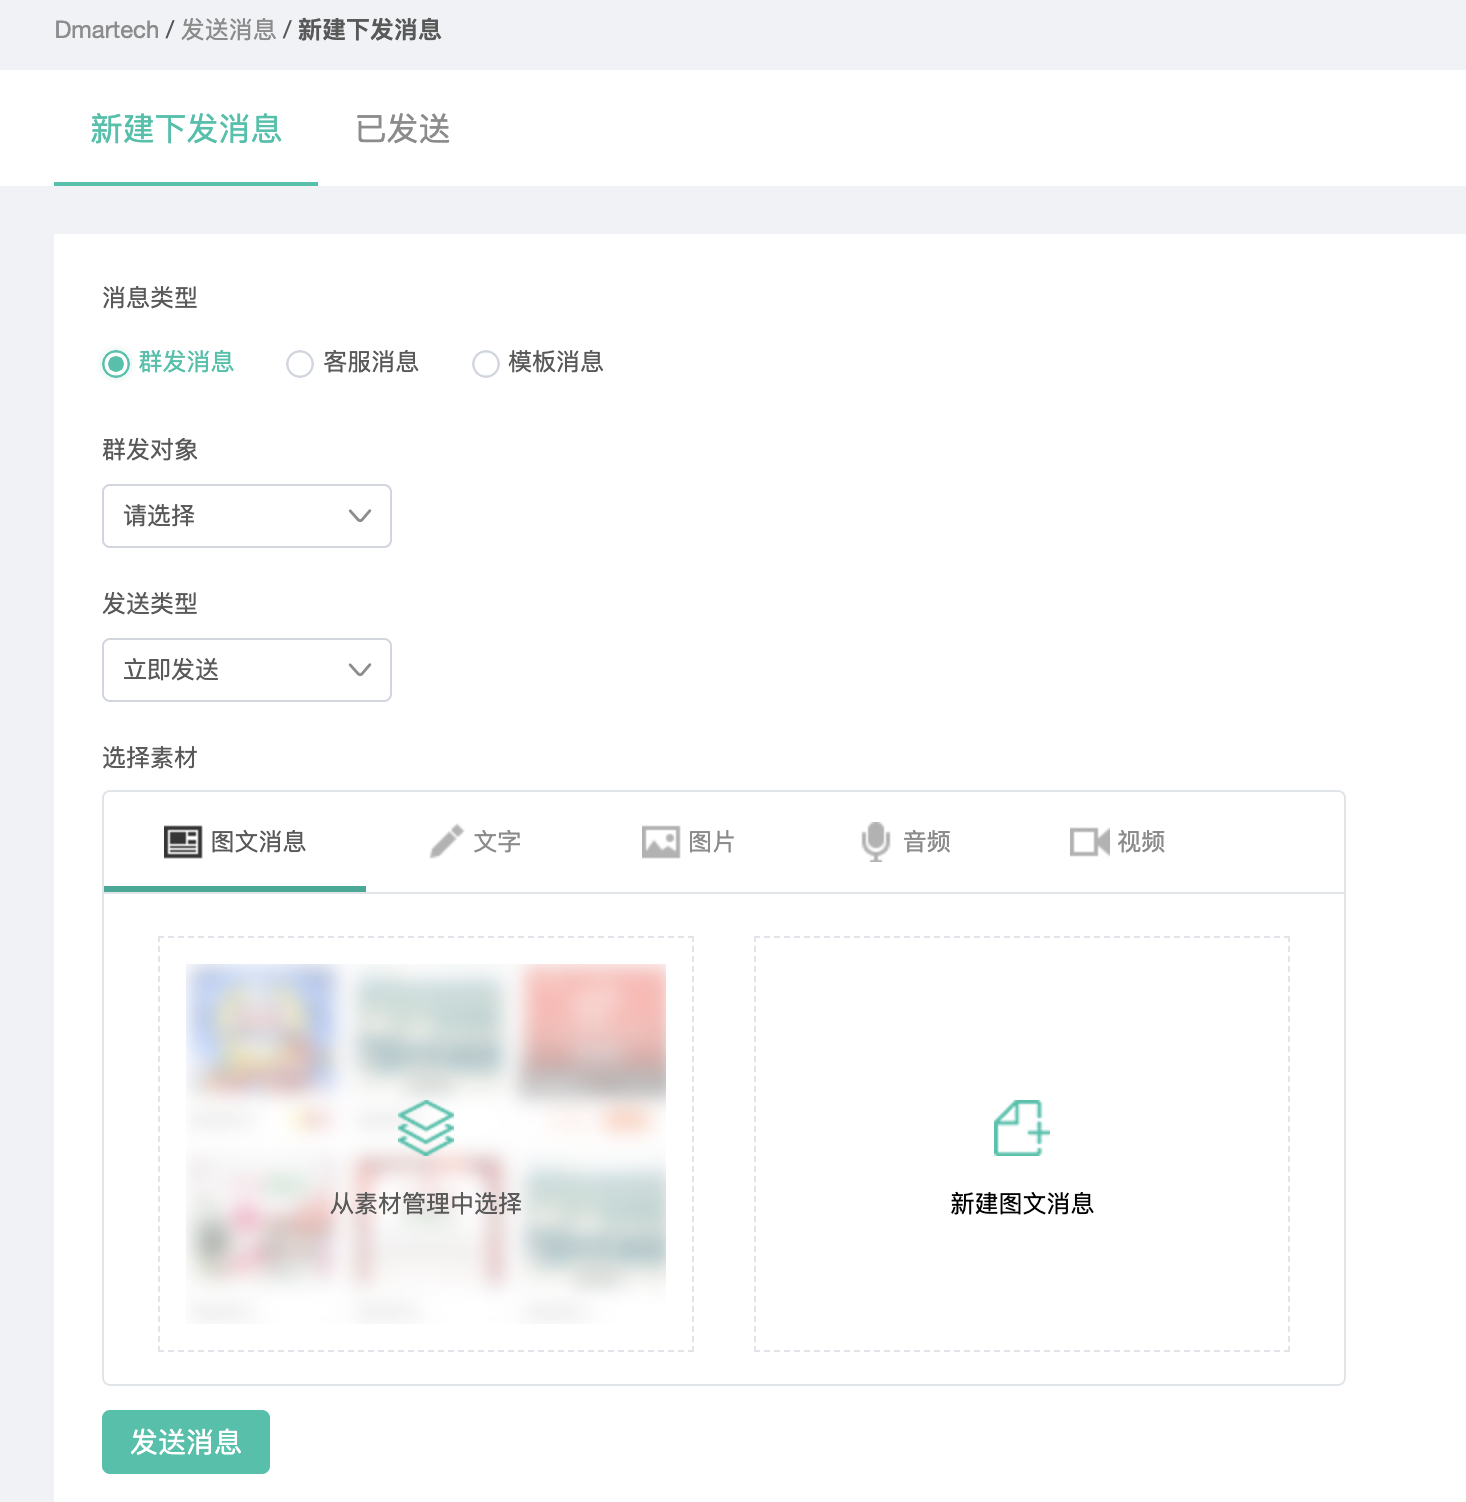 Dmartech / 发送消息 / 新建下发消息
新建下发消息 已发送
消息类型
群发消息 客服消息 模板消息
群发对象
请选择
发送类型
立即发送
选择素材
图文消息 文字 图片 音频 视频
从素材管理中选择
新建图文消息
发送消息